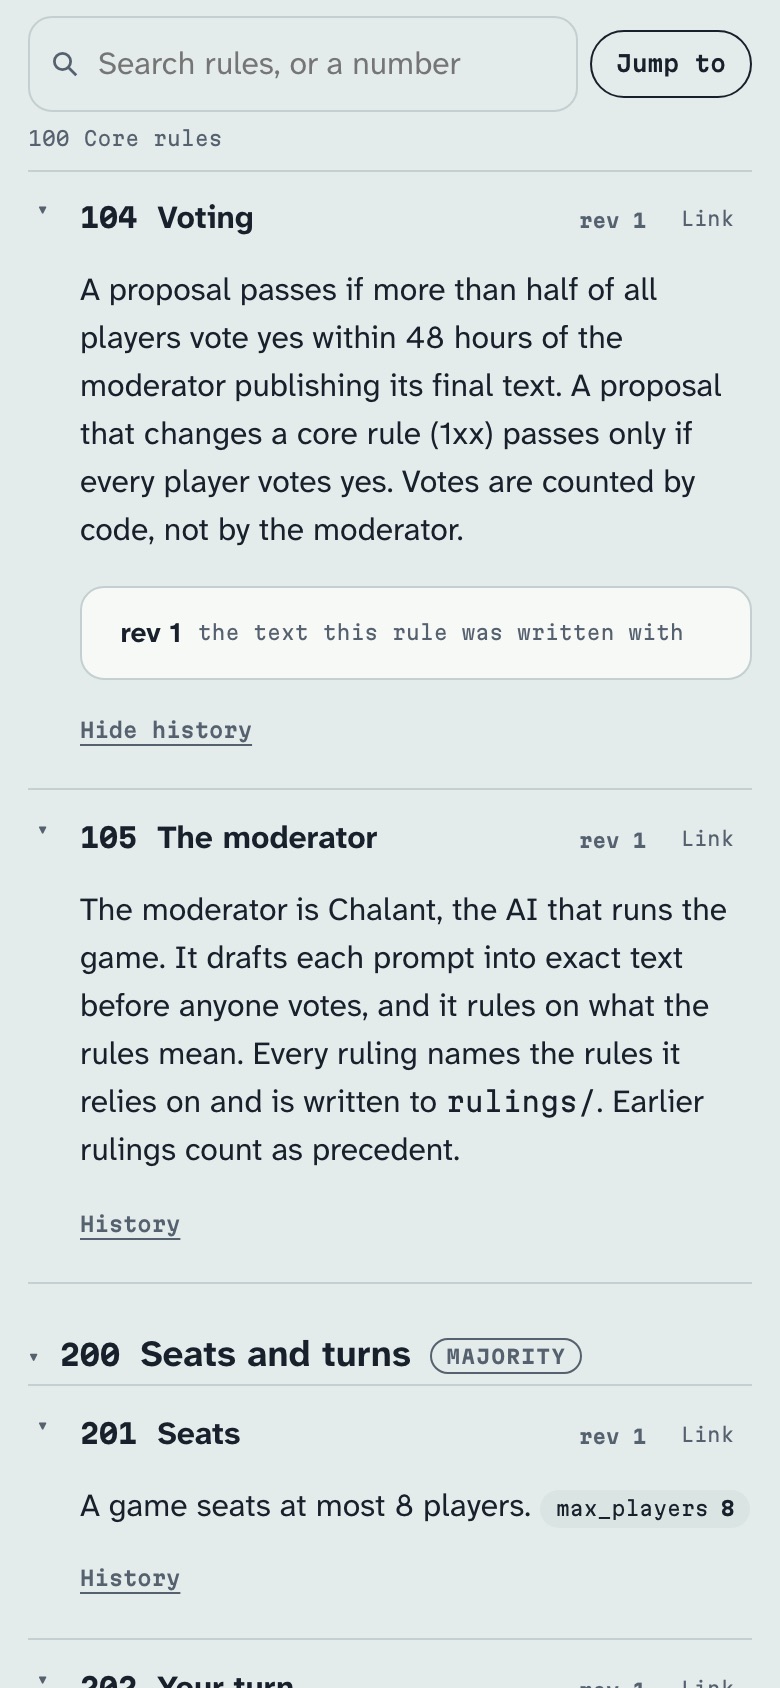 Search rules, or a number
Jump to
100 Core rules
104 Voting rev 1 Link
A proposal passes if more than half of all
players vote yes within 48 hours of the
moderator publishing its final text. A proposal
that changes a core rule (1xx) passes only if
every player votes yes. Votes are counted by
code, not by the moderator.
rev 1 the text this rule was written with
Hide history
105 The moderator rev 1 Link
The moderator is Chalant, the AI that runs the
game. It drafts each prompt into exact text
before anyone votes, and it rules on what the
rules mean. Every ruling names the rules it
relies on and is written to rulings/. Earlier
rulings count as precedent.
History
200 Seats and turns MAJORITY
201 Seats rev 1 Link
A game seats at most 8 players. max_players 8
History
202 Your turn rev 1 Link